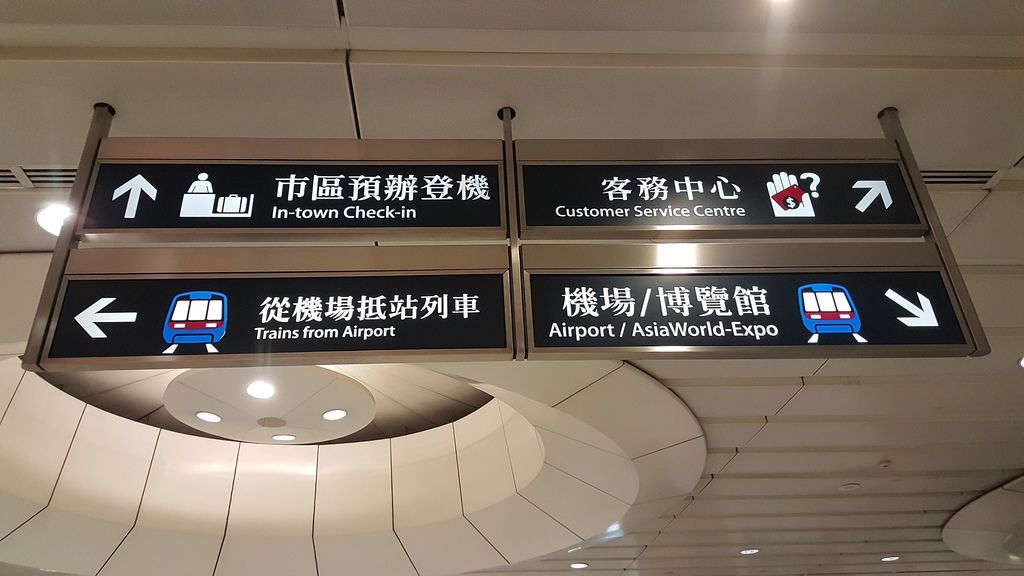 市區預辦登機
In-town Check-in
客務中心
Customer Service Centre
$
?
從機場抵站列車
Trains from Airport
機場/博覽館
Airport / AsiaWorld-Expo